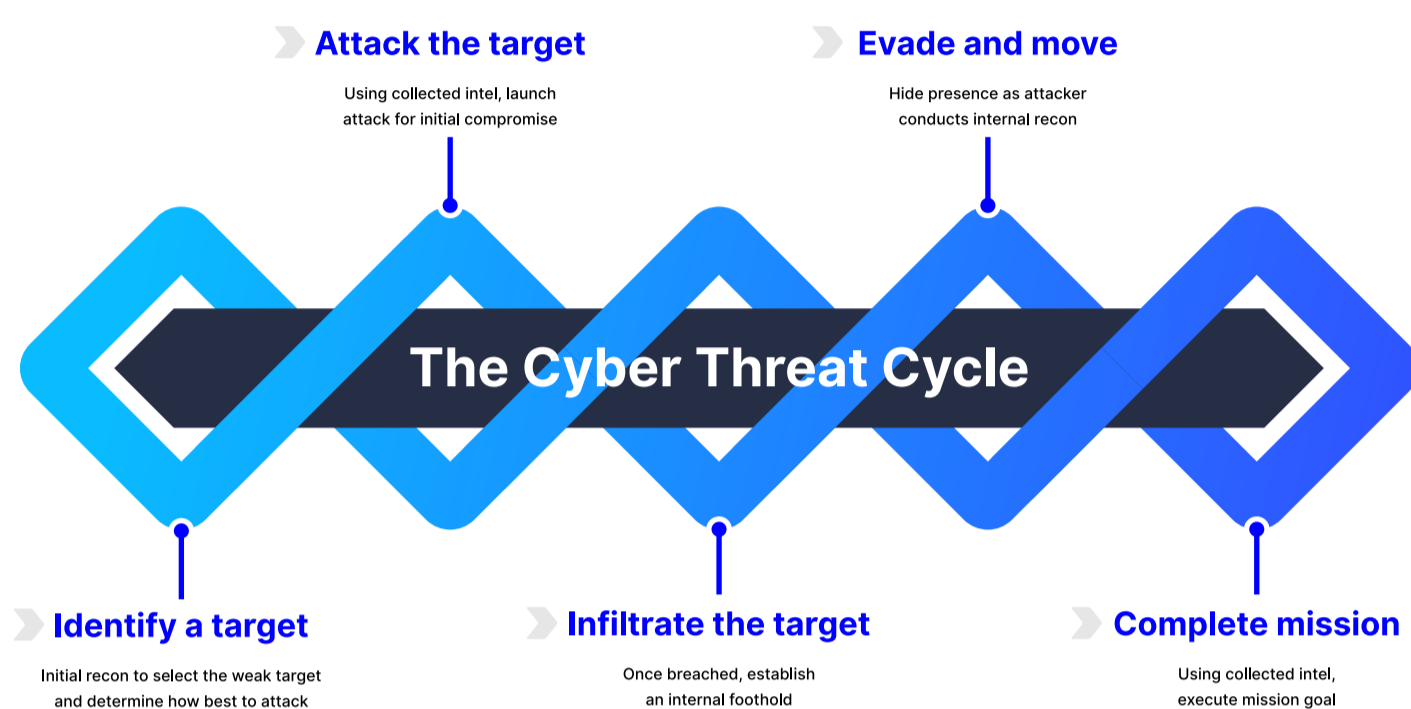 Attack the target
Using collected intel, launch
attack for initial compromise
Evade and move
Hide presence as attacker
conducts internal recon
The Cyber Threat Cycle
Identify a target
Initial recon to select the weak target
and determine how best to attack
Infiltrate the target
Once breached, establish
an internal foothold
Complete mission
Using collected intel,
execute mission goal